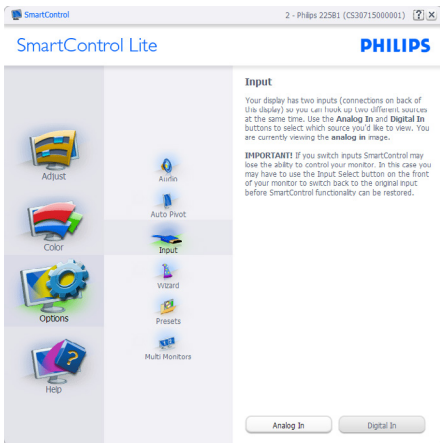 SmartControl
2 - Philips 225B1 (CS30715000001)
SmartControl Lite
PHILIPS
Adjust
Color
Options
Help
Audio
Auto Pivot
Input
Wizard
Presets
Multi Monitors
Input
Your display has two inputs (connections on back of
this display) so you can hook up two different sources
at the same time. Use the Analog In and Digital In
buttons to select which source you'd like to view. You
are currently viewing the analog in image.
IMPORTANT! If you switch inputs SmartControl may
lose the ability to control your monitor. In this case you
may have to use the Input Select button on the front
of your monitor to switch back to the original input
before SmartControl functionality can be restored.
Analog In
Digital In